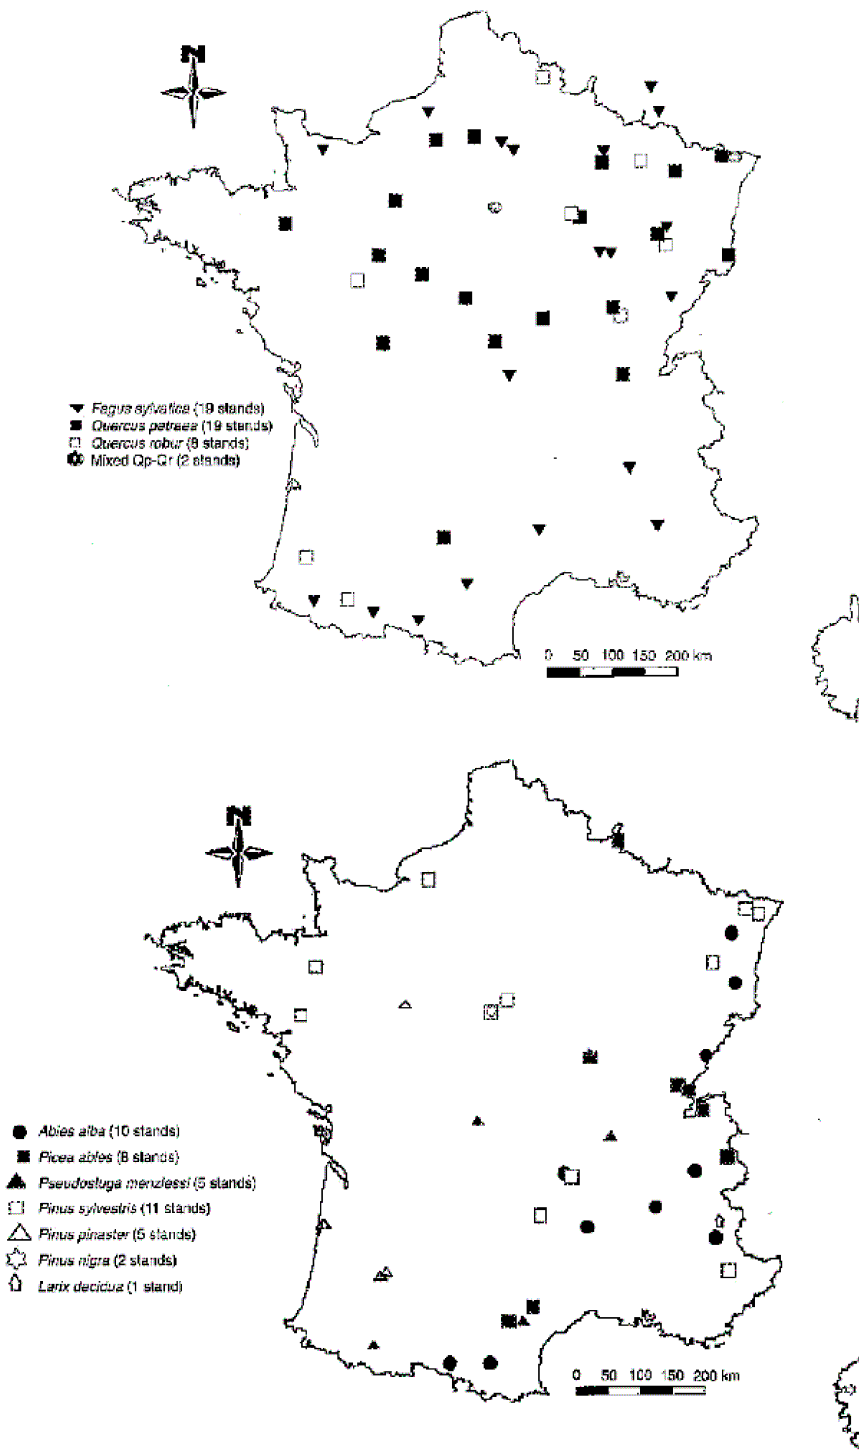 N
Fagus sylvatica (19 stands)
Quercus petraea (19 stands)
Quercus robur (8 stands)
Mixed Qp-Qr (2 stands)
0 50 100 150 200 km
N
Abies alba (10 stands)
Picea abies (8 stands)
Pseudostuga menziessi (5 stands)
Pinus sylvestris (11 stands)
Pinus pinaster (5 stands)
Pinus nigra (2 stands)
Larix decidua (1 stand)
0 50 100 150 200 km